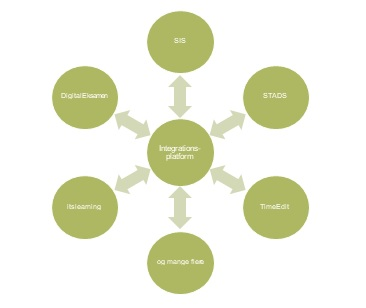 SIS
DigitalEksamen
STADS
Integrations-
platform
Itslearning
TimeEdit
og mange flere